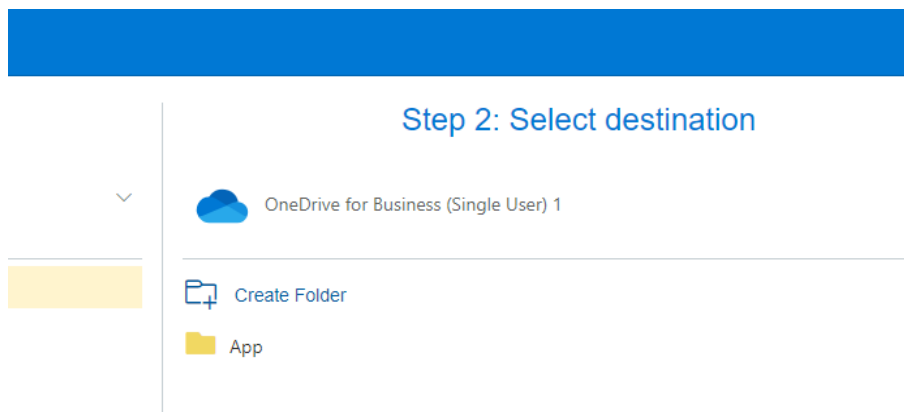 Step 2: Select destination
OneDrive for Business (Single User) 1
Create Folder
App